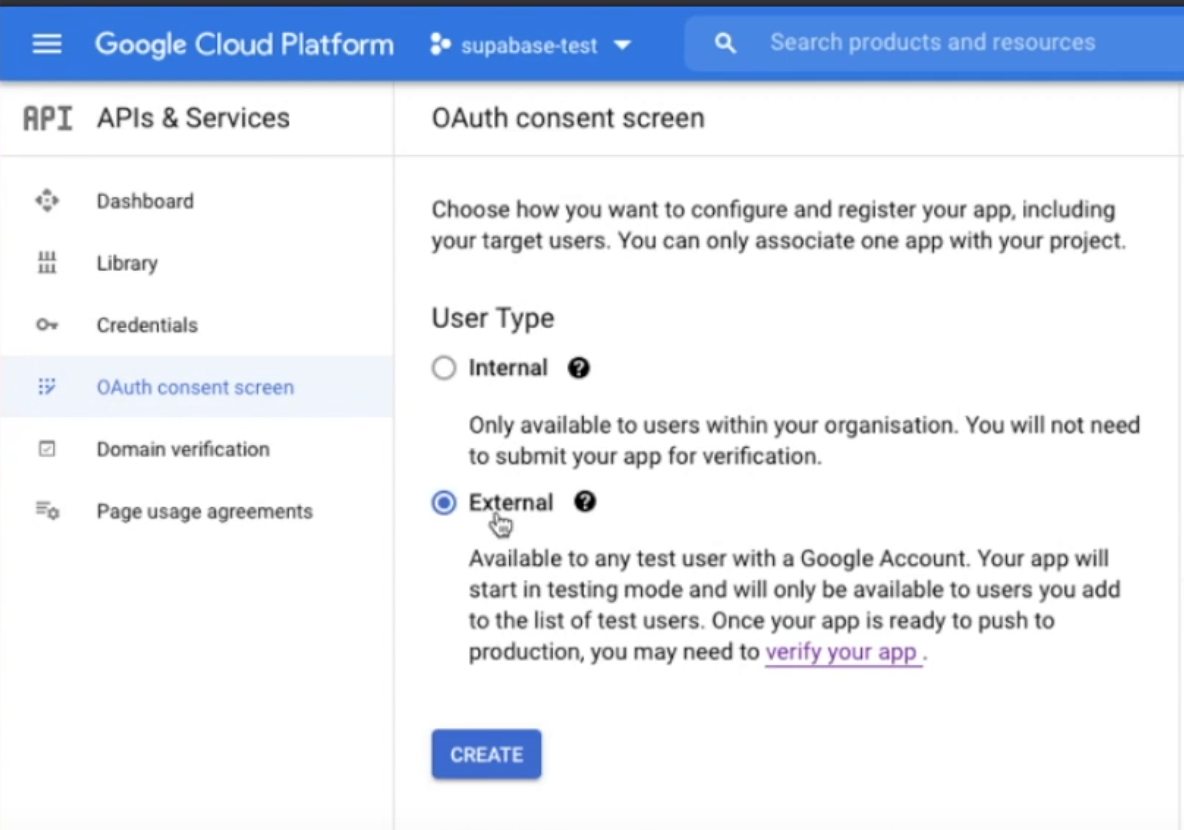 Google Cloud Platform
supabase-test
Search products and resources
API
APIs & Services
OAuth consent screen
Dashboard
Library
Credentials
OAuth consent screen
Domain verification
Page usage agreements
Choose how you want to configure and register your app, including
your target users. You can only associate one app with your project.
User Type
Internal
Only available to users within your organisation. You will not need
to submit your app for verification.
External
Available to any test user with a Google Account. Your app will
start in testing mode and will only be available to users you add
to the list of test users. Once your app is ready to push to
production, you may need to verify your app .
CREATE